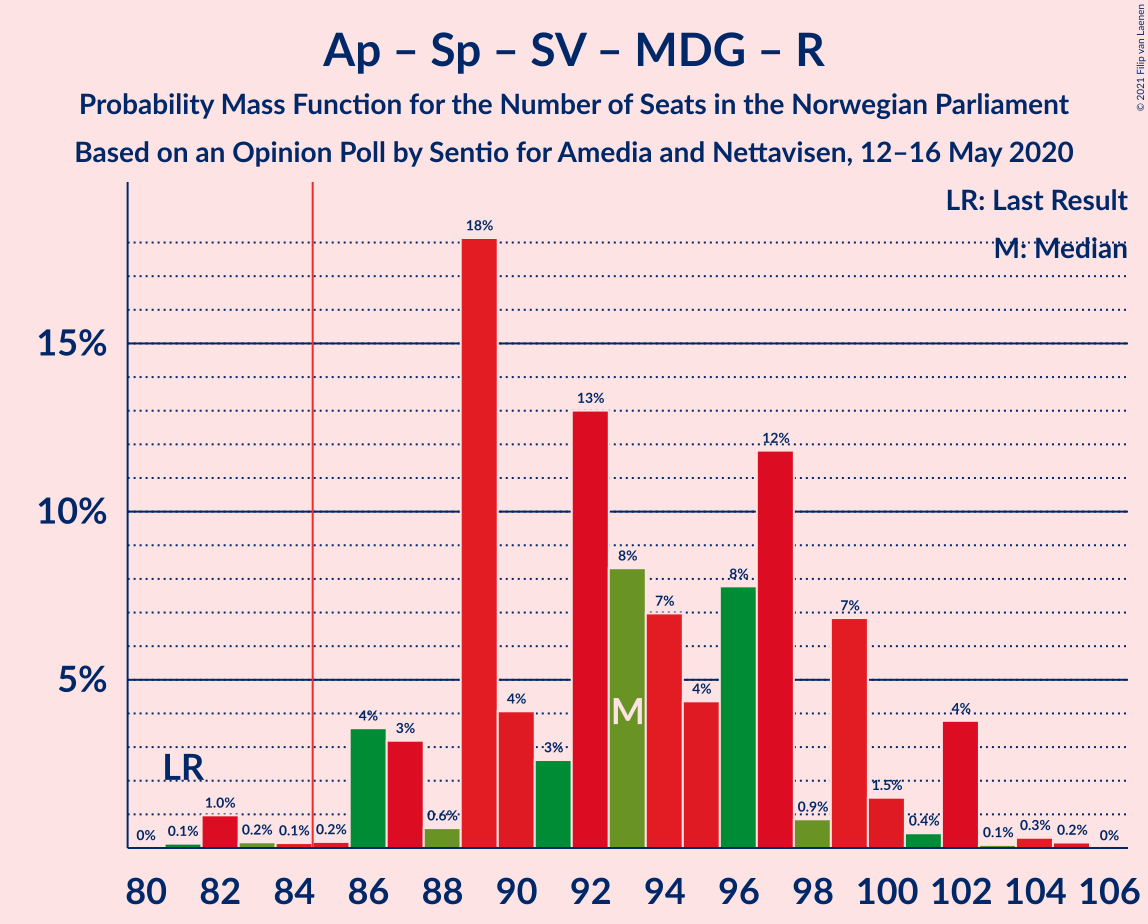 Ap – Sp – SV – MDG – R
Probability Mass Function for the Number of Seats in the Norwegian Parliament
Based on an Opinion Poll by Sentio for Amedia and Nettavisen, 12–16 May 2020
© 2021 Filip van Laenen
LR: Last Result
M: Median
15%
10%
5%
LR
M
0% 0.1% 1.0% 0.2% 0.1% 0.2% 4% 3% 0.6% 18% 4% 3% 13% 8% 7% 4% 8% 12% 0.9% 7% 1.5% 0.4% 4% 0.1% 0.3% 0.2% 0%
80 82 84 86 88 90 92 94 96 98 100 102 104 106